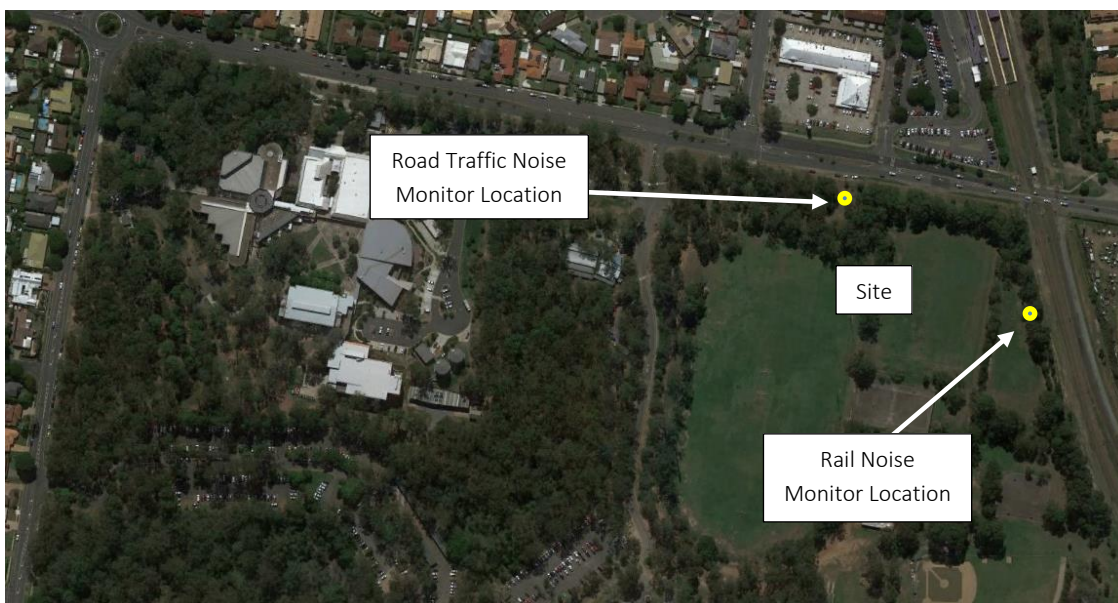 Road Traffic Noise
Monitor Location
Site
Rail Noise
Monitor Location